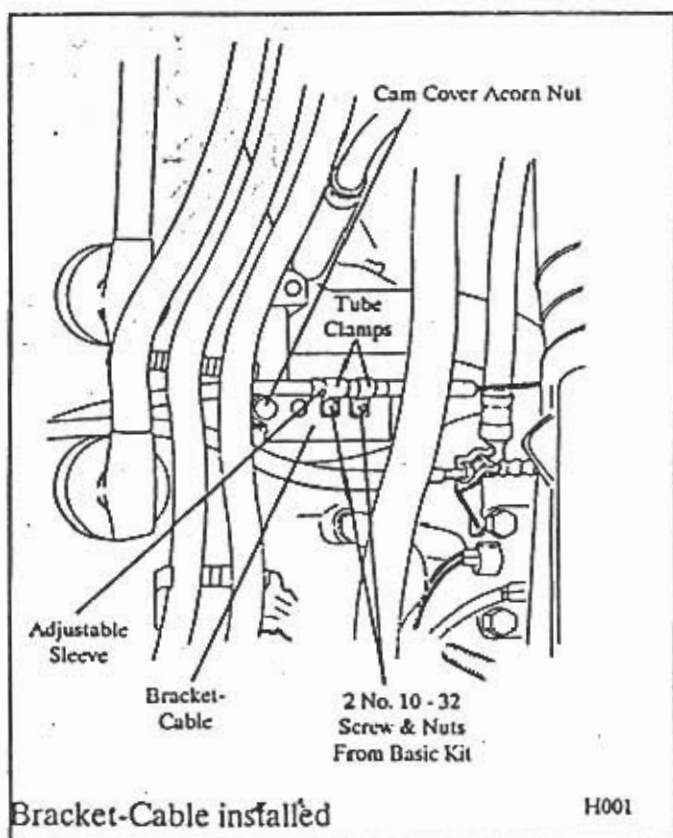 Cam Cover Acorn Nut
Tube
Clamps
Adjustable
Sleeve
Bracket-
Cable
2 No. 10 - 32
Screw & Nuts
From Basic Kit
Bracket-Cable installed
H001